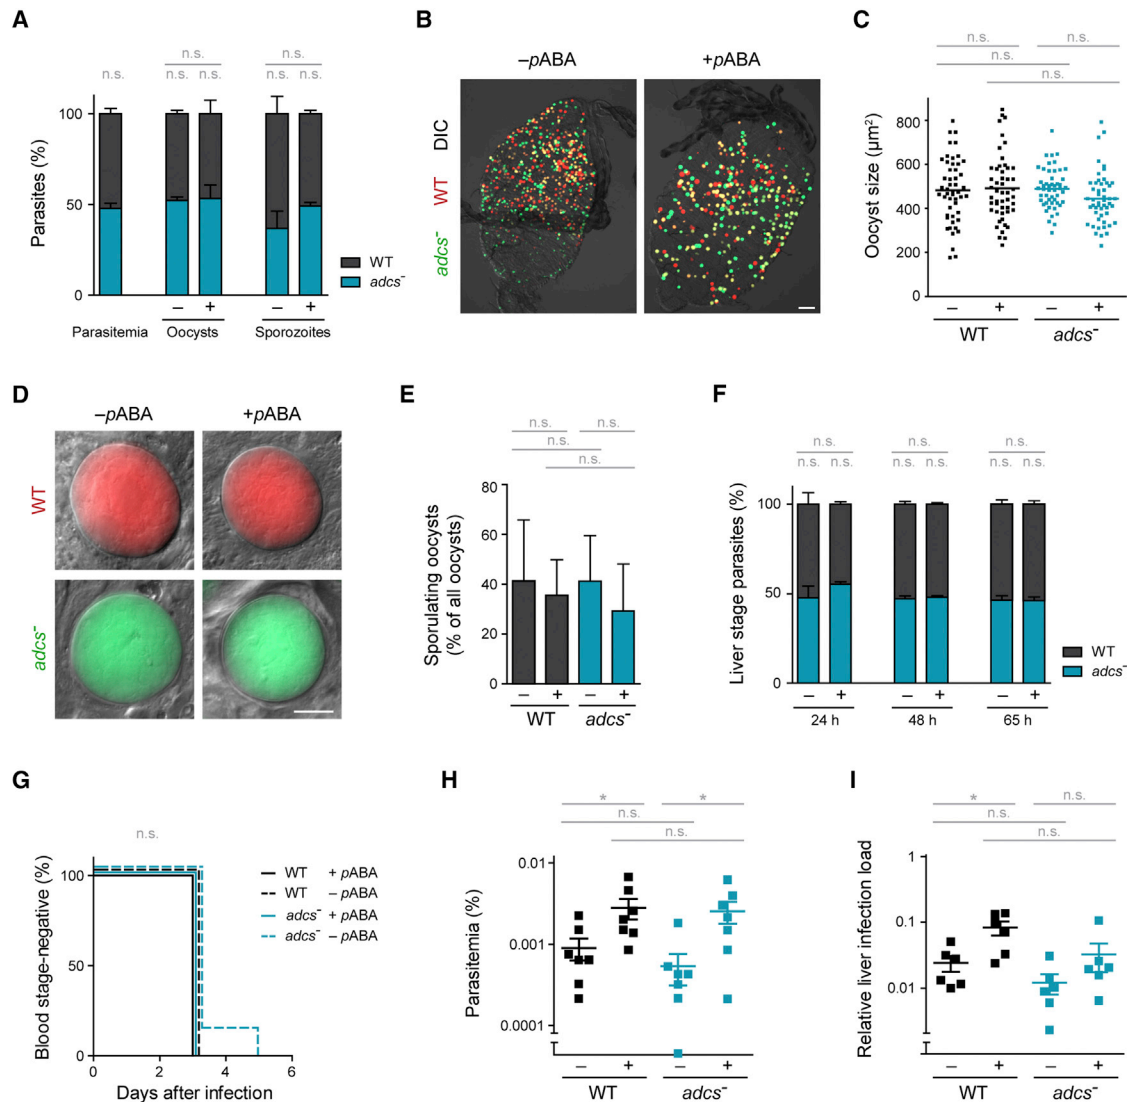 A
n.s.
n.s.
n.s.
n.s. n.s.
n.s. n.s.
100
50
0
Parasites (%)
WT
adcs⁻
– +
– +
Parasitemia
Oocysts
Sporozoites
B
–pABA
+pABA
adcs⁻ WT DIC
C
n.s.
n.s.
n.s.
n.s.
800
600
400
200
0
Oocyst size (µm²)
– + – +
WT
adcs⁻
D
–pABA
+pABA
WT
adcs⁻
E
n.s.
n.s.
n.s.
n.s.
80
60
40
20
0
Sporulating oocysts
(% of all oocysts)
– + – +
WT
adcs⁻
F
n.s.
n.s.
n.s.
n.s. n.s.
n.s. n.s.
n.s. n.s.
100
50
0
Liver stage parasites (%)
WT
adcs⁻
– + – + – +
24 h
48 h
65 h
G
n.s.
100
50
0
Blood stage-negative (%)
WT + pABA
WT – pABA
adcs⁻ + pABA
adcs⁻ – pABA
0 2 4 6
Days after infection
H
*
*
n.s.
n.s.
0.01
0.001
0.0001
Parasitemia (%)
– + – +
WT
adcs⁻
I
*
n.s.
n.s.
n.s.
1
0.1
0.01
Relative liver infection load
– + – +
WT
adcs⁻